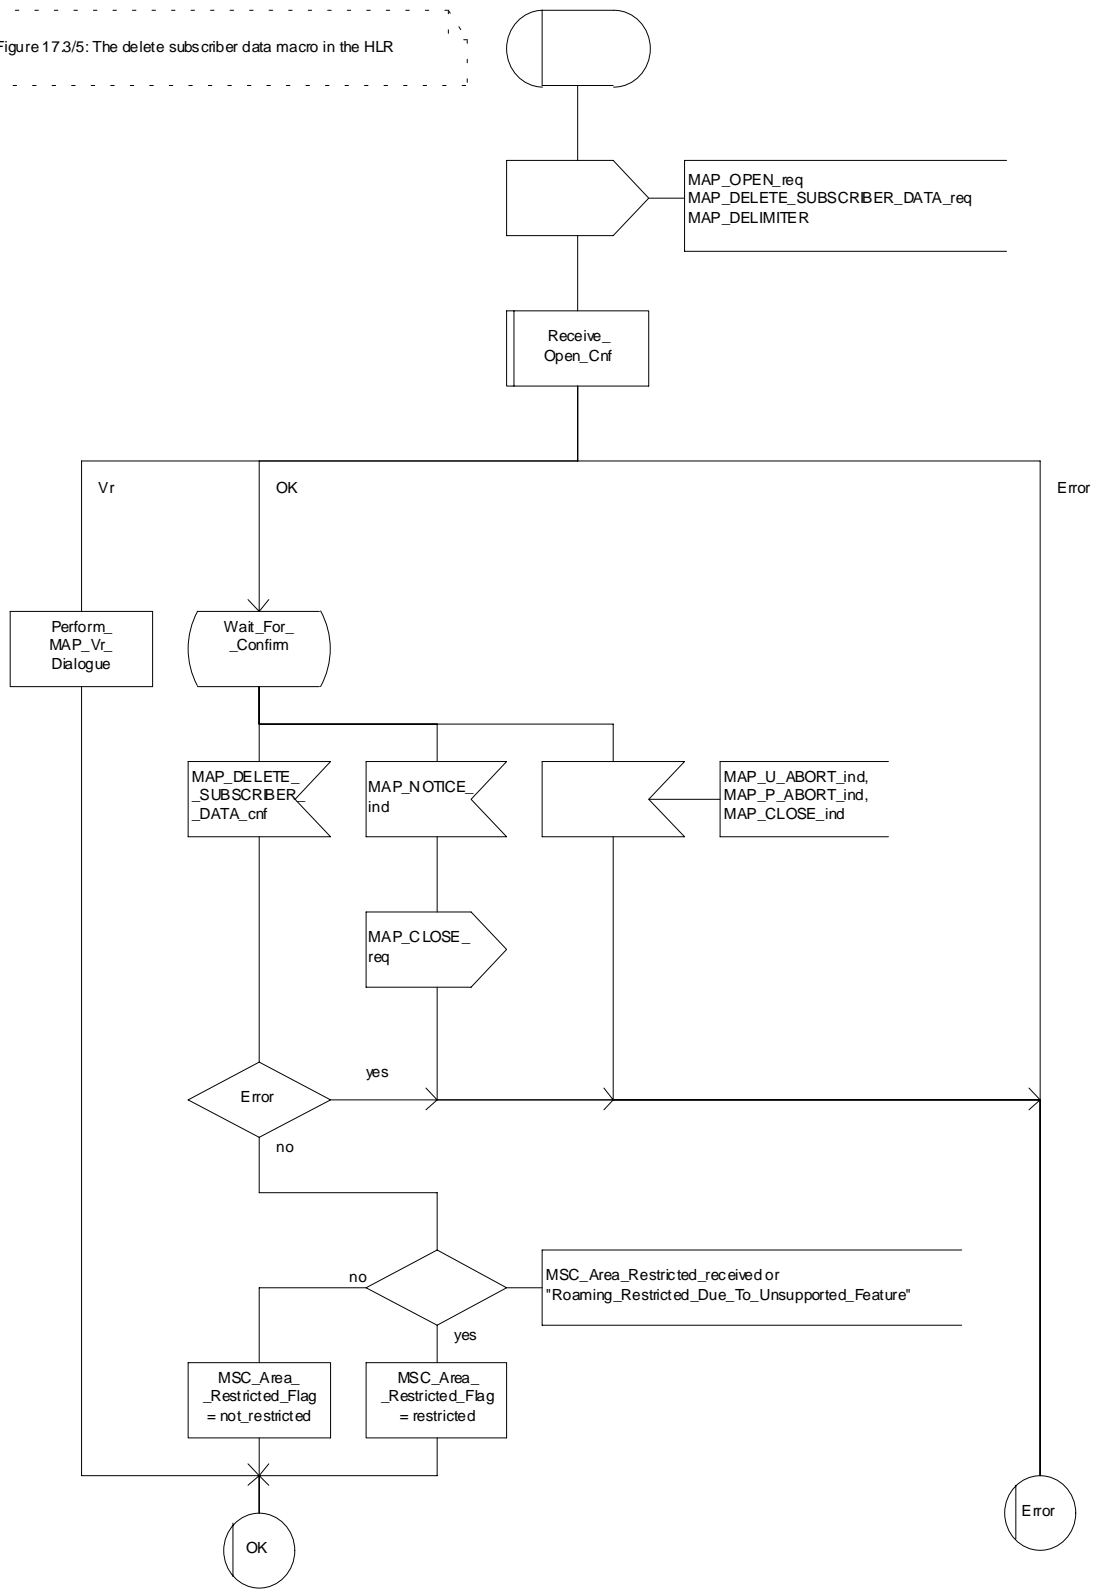 Figure 17.3/5: The delete subscriber data macro in the HLR
MAP_OPEN_req
MAP_DELETE_SUBSCRIBER_DATA_req
MAP_DELIMITER
Receive_
Open_Cnf
Vr
OK
Error
Perform_
MAP_Vr_
Dialogue
Wait_For_
_Confirm
MAP_DELETE_
_SUBSCRIBER_
_DATA_cnf
MAP_NOTICE_
ind
MAP_U_ABORT_ind,
MAP_P_ABORT_ind,
MAP_CLOSE_ind
MAP_CLOSE_
req
Error
yes
no
MSC_Area_Restricted_received or
"Roaming_Restricted_Due_To_Unsupported_Feature"
no
yes
MSC_Area_
_Restricted_Flag
= not_restricted
MSC_Area_
_Restricted_Flag
= restricted
OK
Error